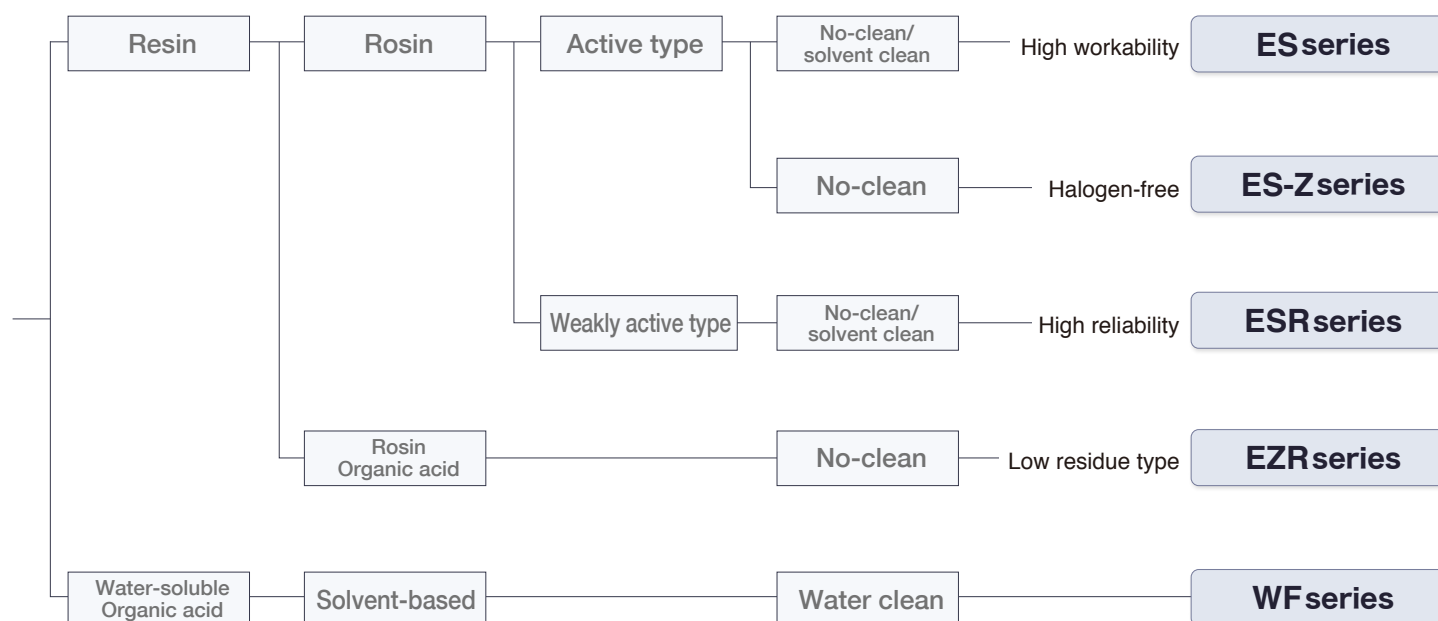 Resin
Rosin
Active type
No-clean/
solvent clean
High workability
ES series
No-clean
Halogen-free
ES-Z series
Weakly active type
No-clean/
solvent clean
High reliability
ESR series
Rosin
Organic acid
No-clean
Low residue type
EZR series
Water-soluble
Organic acid
Solvent-based
Water clean
WF series